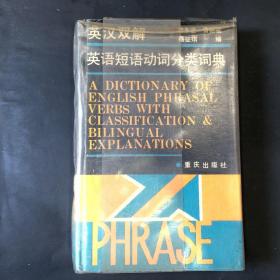 英汉双解
编
英语短语动词分类词典
A DICTIONARY OF
ENGLISH PHRASAL
VERBS WITH
CLASSIFICATION &
BILINGUAL
EXPLANATIONS
重庆出版社
PHRASE